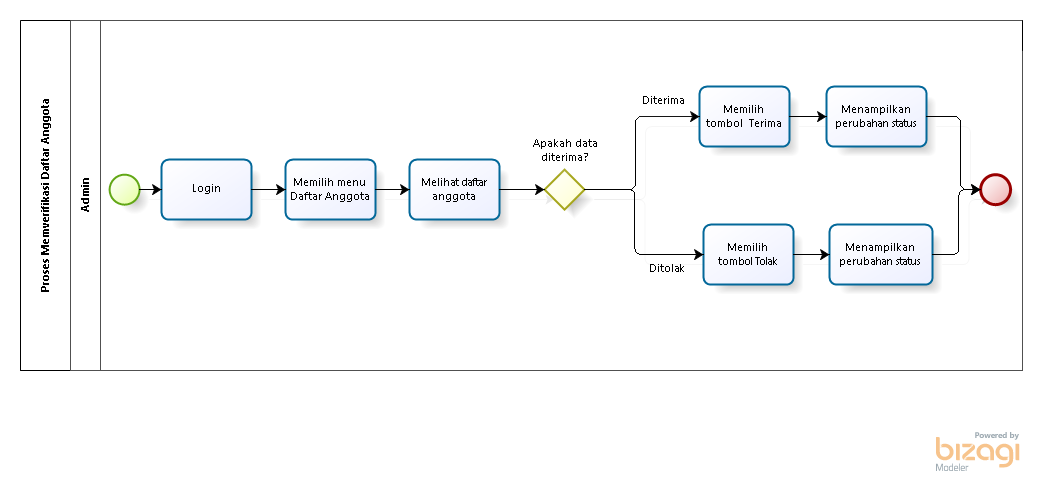 Proses Memverifikasi Daftar Anggota
Admin
Login
Memilih menu
Daftar Anggota
Melihat daftar
anggota
Apakah data
diterima?
Diterima
Memilih
tombol Terima
Menampilkan
perubahan status
Ditolak
Memilih
tombol Tolak
Menampilkan
perubahan status
Powered by
bizagi
Modeler